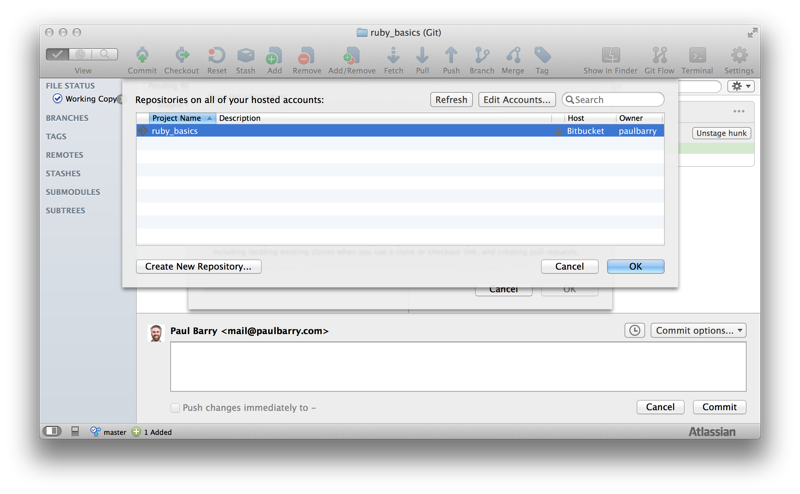 ruby_basics (Git)
View
Commit
Checkout
Reset
Stash
Add
Remove
Add/Remove
Fetch
Pull
Push
Branch
Merge
Tag
Show in Finder
Git Flow
Terminal
Settings
FILE STATUS
Working Copy
BRANCHES
TAGS
REMOTES
STASHES
SUBMODULES
SUBTREES
Repositories on all of your hosted accounts:
Refresh
Edit Accounts...
Search
Project Name
Description
Host
Owner
ruby_basics
Bitbucket
paulbarry
Unstage hunk
Create New Repository...
Cancel
OK
Cancel
OK
Paul Barry <mail@paulbarry.com>
Commit options...
Push changes immediately to –
Cancel
Commit
master
1 Added
Atlassian